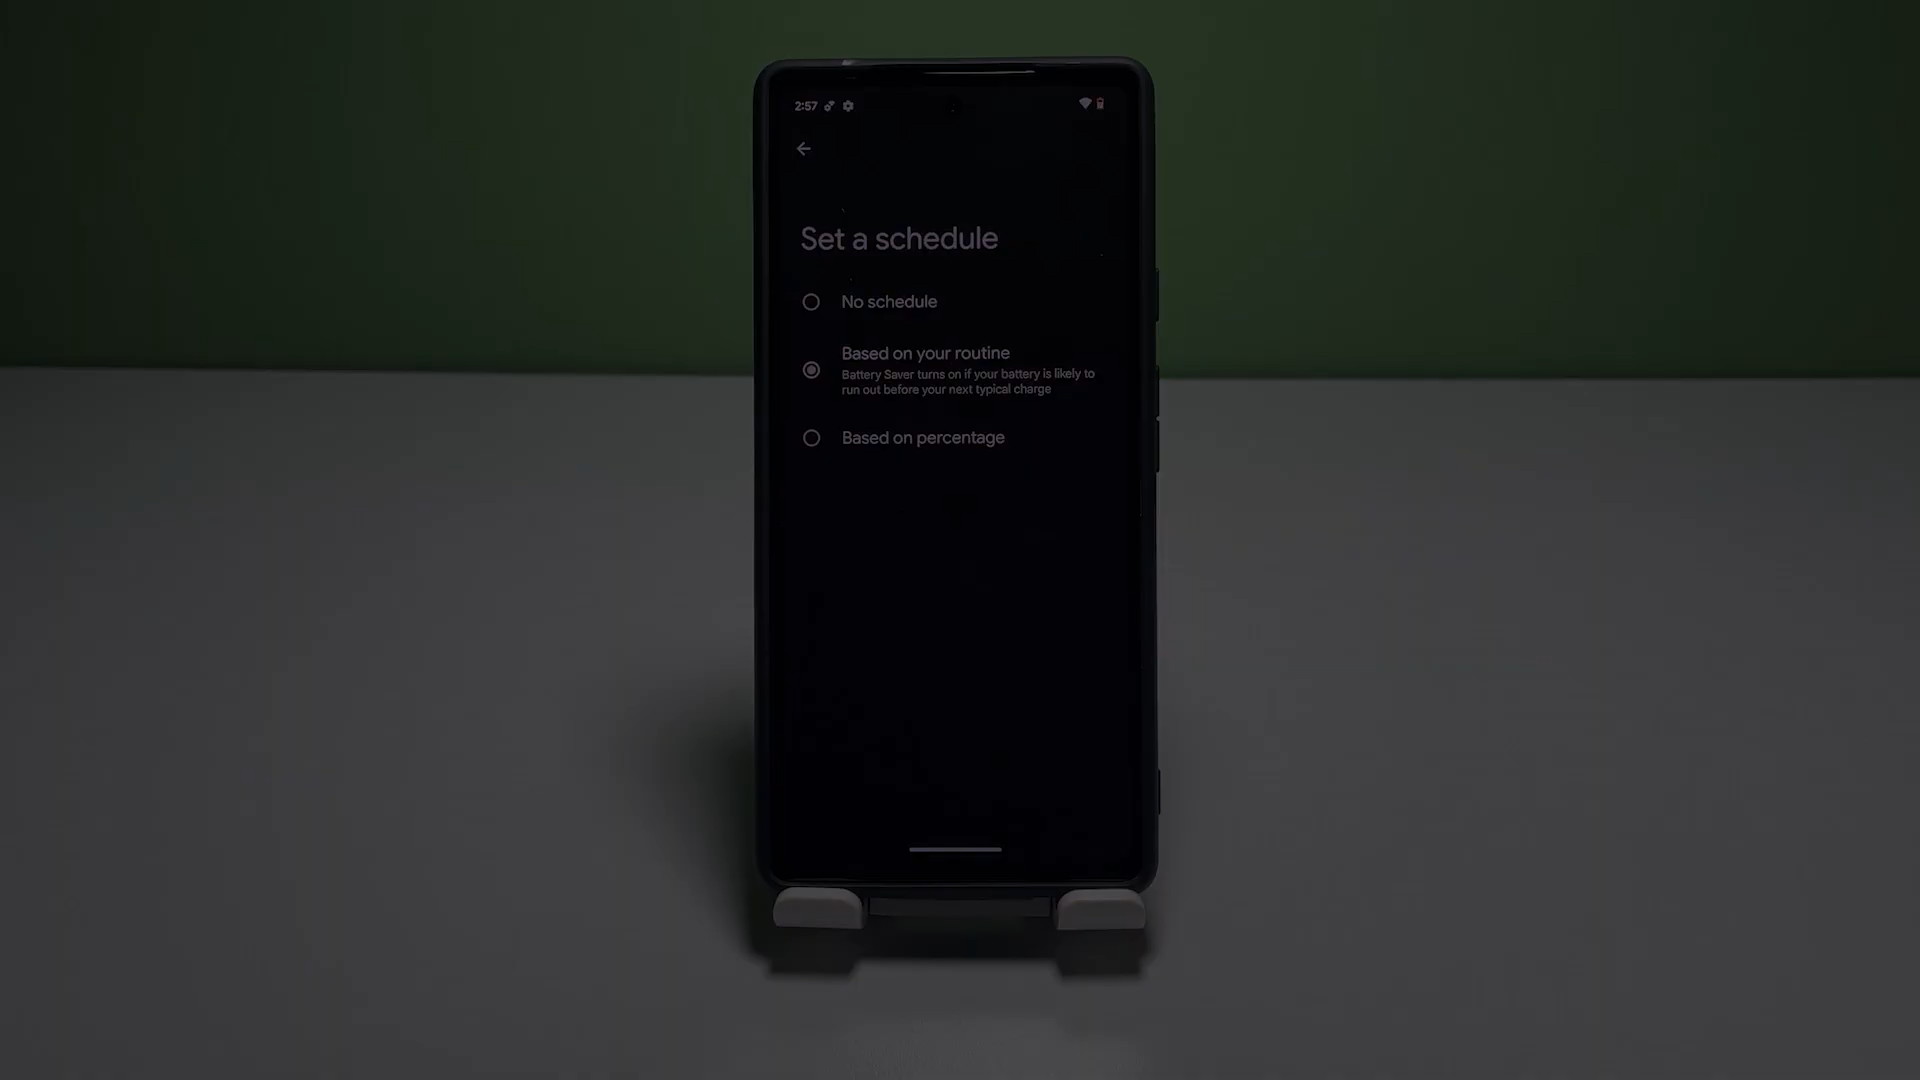 2:57
Set a schedule
No schedule
Based on your routine
Battery Saver turns on if your battery is likely to
run out before your next typical charge
Based on percentage